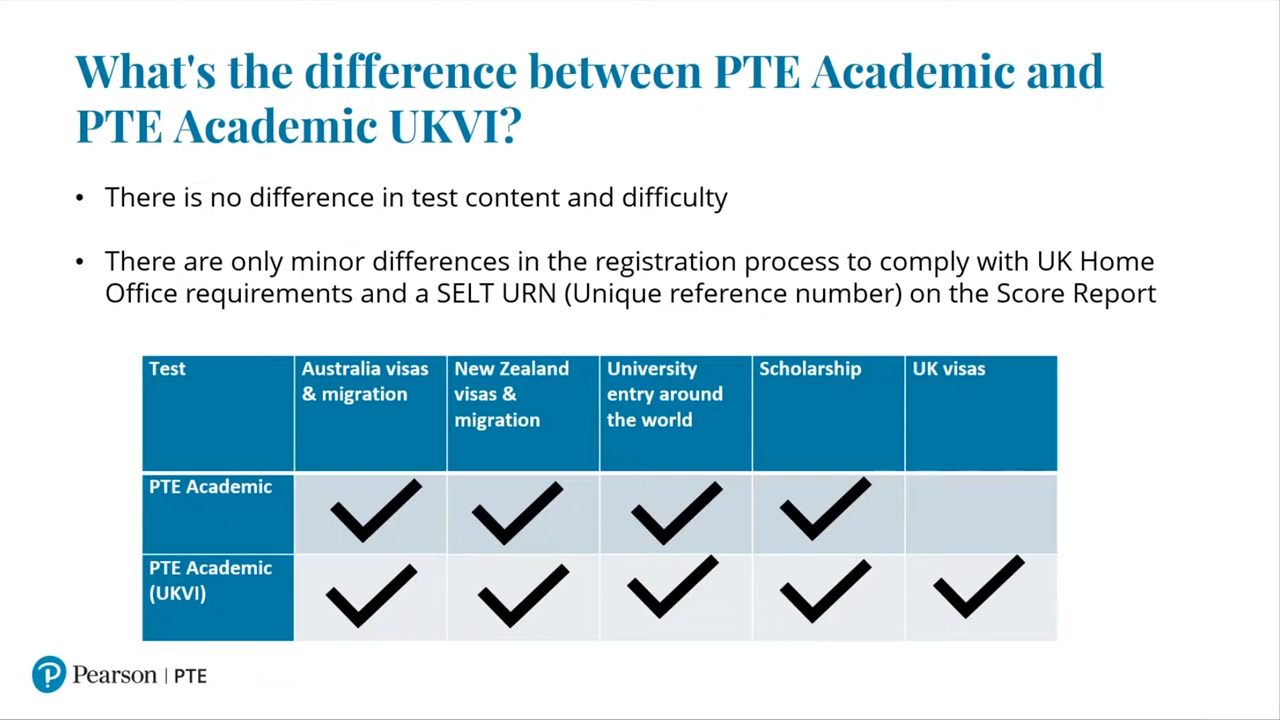 What's the difference between PTE Academic and
PTE Academic UKVI?
• There is no difference in test content and difficulty
• There are only minor differences in the registration process to comply with UK Home
Office requirements and a SELT URN (Unique reference number) on the Score Report
Test
Australia visas
& migration
New Zealand
visas &
migration
University
entry around
the world
Scholarship
UK visas
PTE Academic
PTE Academic
(UKVI)
Pearson | PTE